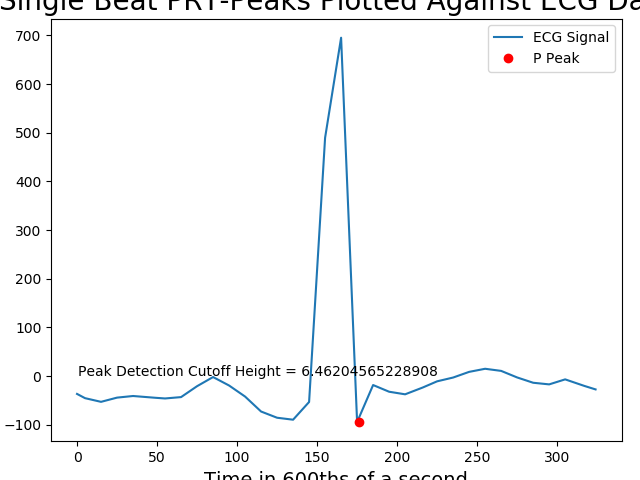 Single Beat PRT-Peaks Plotted Against ECG Da
700
600
500
400
300
200
100
0
−100
ECG Signal
P Peak
Peak Detection Cutoff Height = 6.46204565228908
0 50 100 150 200 250 300
Time in 600ths of a second